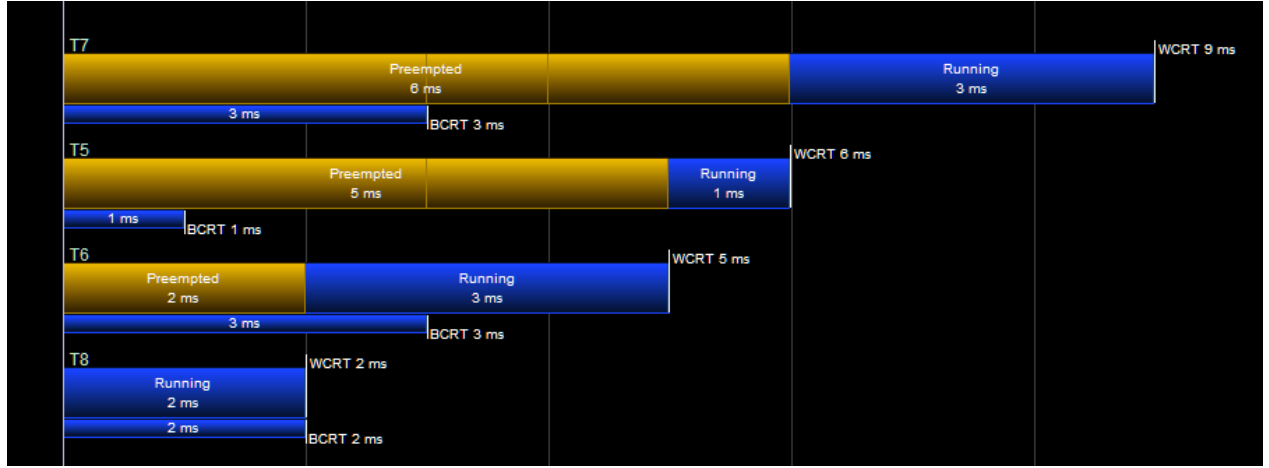 T7
WCRT 9 ms
Preempted
6 ms
Running
3 ms
3 ms
BCRT 3 ms
T5
WCRT 6 ms
Preempted
5 ms
Running
1 ms
1 ms
BCRT 1 ms
T6
WCRT 5 ms
Preempted
2 ms
Running
3 ms
3 ms
BCRT 3 ms
T8
WCRT 2 ms
Running
2 ms
2 ms
BCRT 2 ms